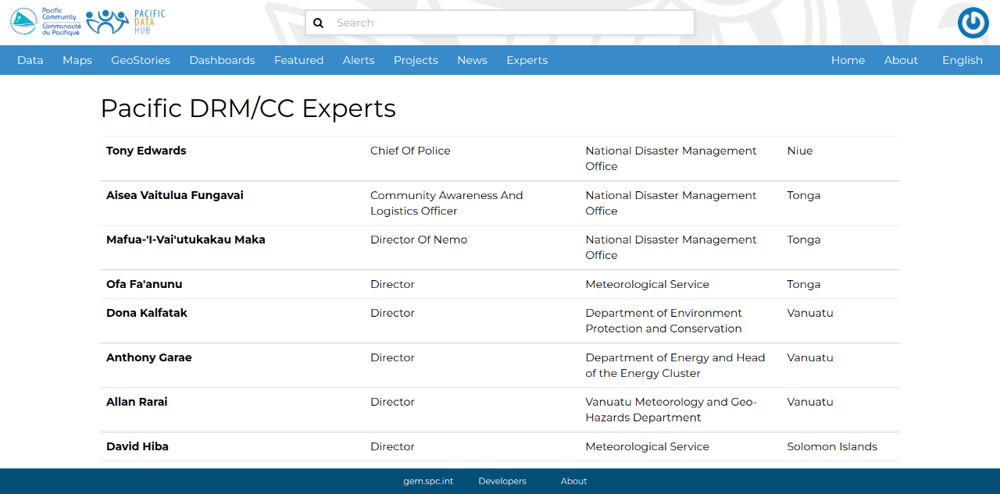 Pacific
Community
Communauté
du Pacifique
PACIFIC
DATA
HUB
Search
Data Maps GeoStories Dashboards Featured Alerts Projects News Experts Home About English
Pacific DRM/CC Experts
Tony Edwards Chief Of Police National Disaster Management
Office Niue
Aisea Vaitulua Fungavai Community Awareness And
Logistics Officer National Disaster Management
Office Tonga
Mafua-'I-Vai'utukakau Maka Director Of Nemo National Disaster Management
Office Tonga
Ofa Fa'anunu Director Meteorological Service Tonga
Dona Kalfatak Director Department of Environment
Protection and Conservation Vanuatu
Anthony Garae Director Department of Energy and Head
of the Energy Cluster Vanuatu
Allan Rarai Director Vanuatu Meteorology and Geo-
Hazards Department Vanuatu
David Hiba Director Meteorological Service Solomon Islands
gem.spc.int Developers About